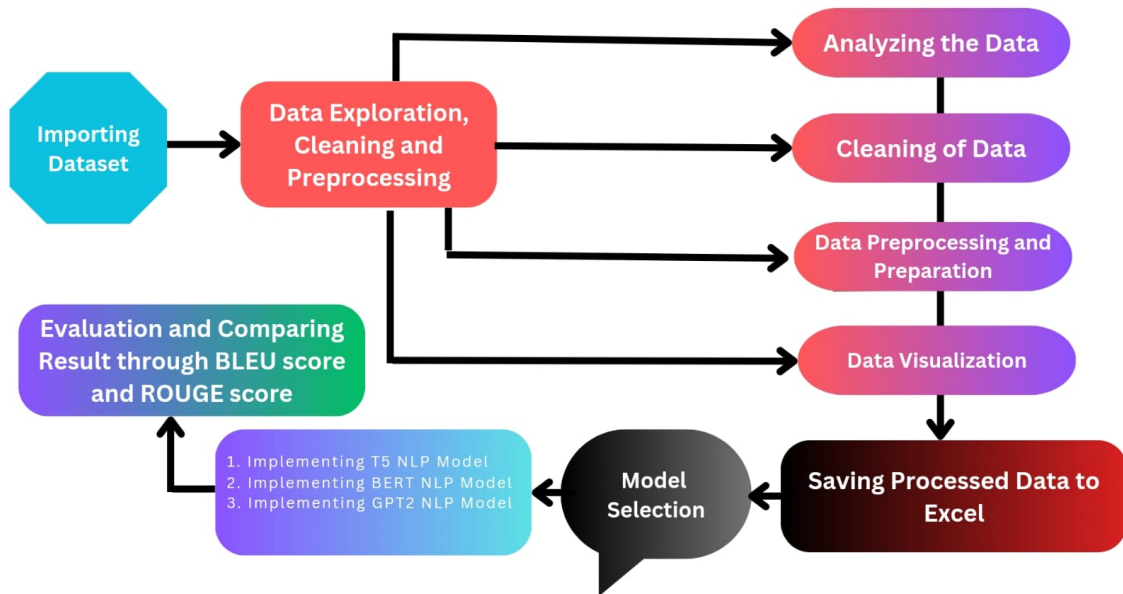 Importing
Dataset
Data Exploration,
Cleaning and
Preprocessing
Analyzing the Data
Cleaning of Data
Data Preprocessing and
Preparation
Data Visualization
Saving Processed Data to
Excel
Model
Selection
1. Implementing T5 NLP Model
2. Implementing BERT NLP Model
3. Implementing GPT2 NLP Model
Evaluation and Comparing
Result through BLEU score
and ROUGE score